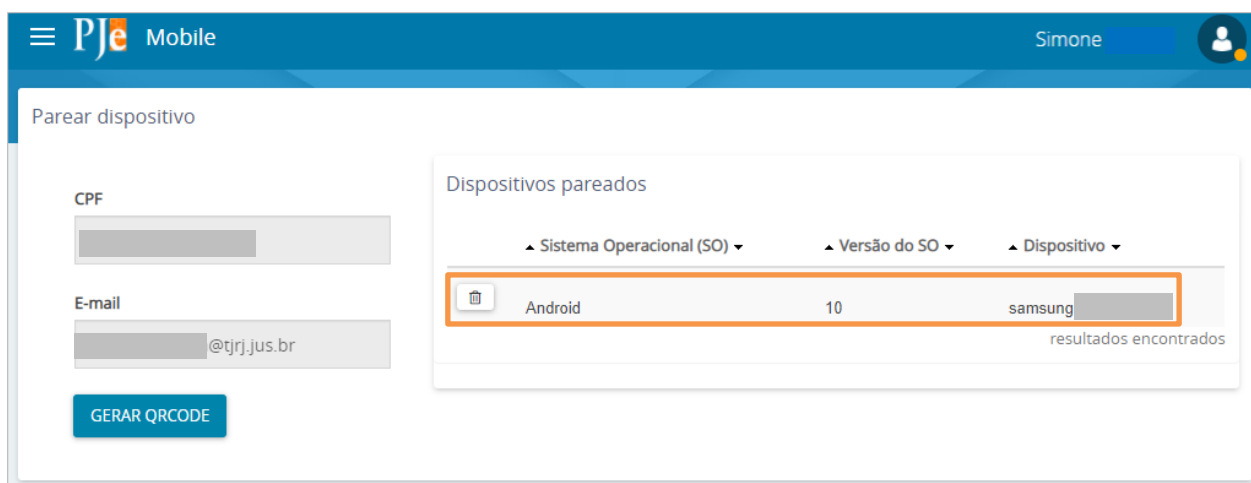 PJe Mobile
Simone
Parear dispositivo
CPF
E-mail
@tjrj.jus.br
GERAR QRCODE
Dispositivos pareados
Sistema Operacional (SO) Versão do SO Dispositivo
Android 10 samsung
resultados encontrados